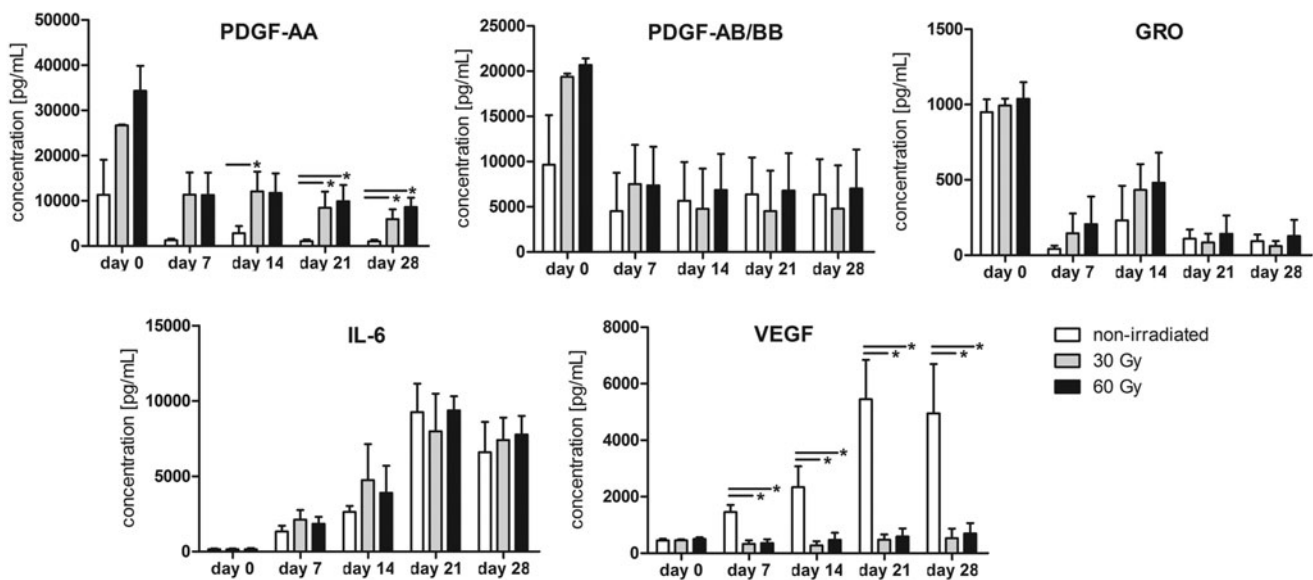 PDGF-AA
concentration [pg/mL]
50000
40000
30000
20000
10000
0
* * * * *
day 0 day 7 day 14 day 21 day 28
PDGF-AB/BB
concentration [pg/mL]
25000
20000
15000
10000
5000
0
day 0 day 7 day 14 day 21 day 28
GRO
concentration [pg/mL]
1500
1000
500
0
day 0 day 7 day 14 day 21 day 28
IL-6
concentration [pg/mL]
15000
10000
5000
0
day 0 day 7 day 14 day 21 day 28
VEGF
concentration [pg/mL]
8000
6000
4000
2000
0
* * * * * * * *
day 0 day 7 day 14 day 21 day 28
non-irradiated
30 Gy
60 Gy